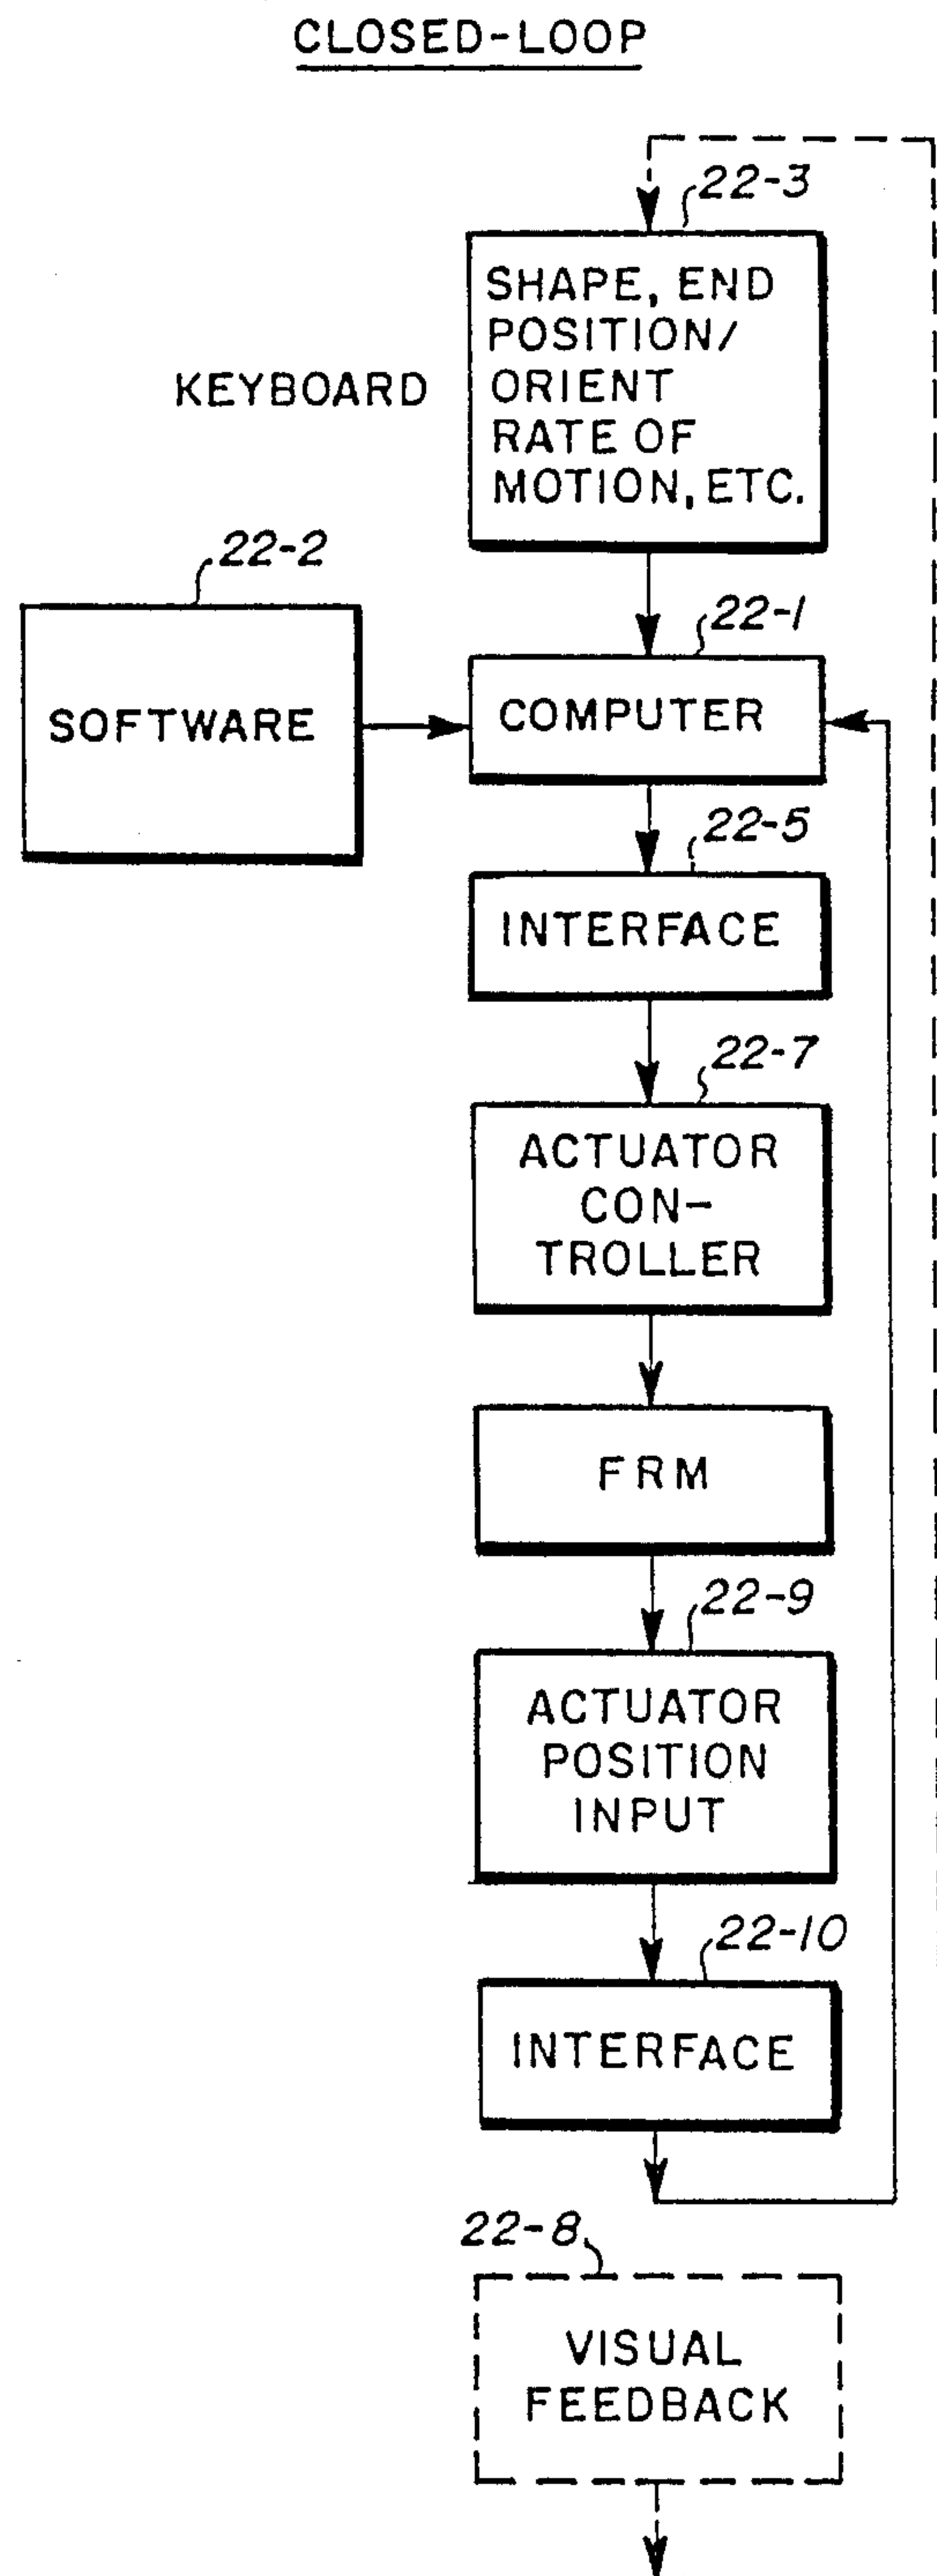 CLOSED-LOOP
22-3
SHAPE, END
POSITION/
ORIENT
RATE OF
MOTION, ETC.
KEYBOARD
22-2
SOFTWARE
22-1
COMPUTER
22-5
INTERFACE
22-7
ACTUATOR
CON-
TROLLER
FRM
22-9
ACTUATOR
POSITION
INPUT
22-10
INTERFACE
22-8
VISUAL
FEEDBACK